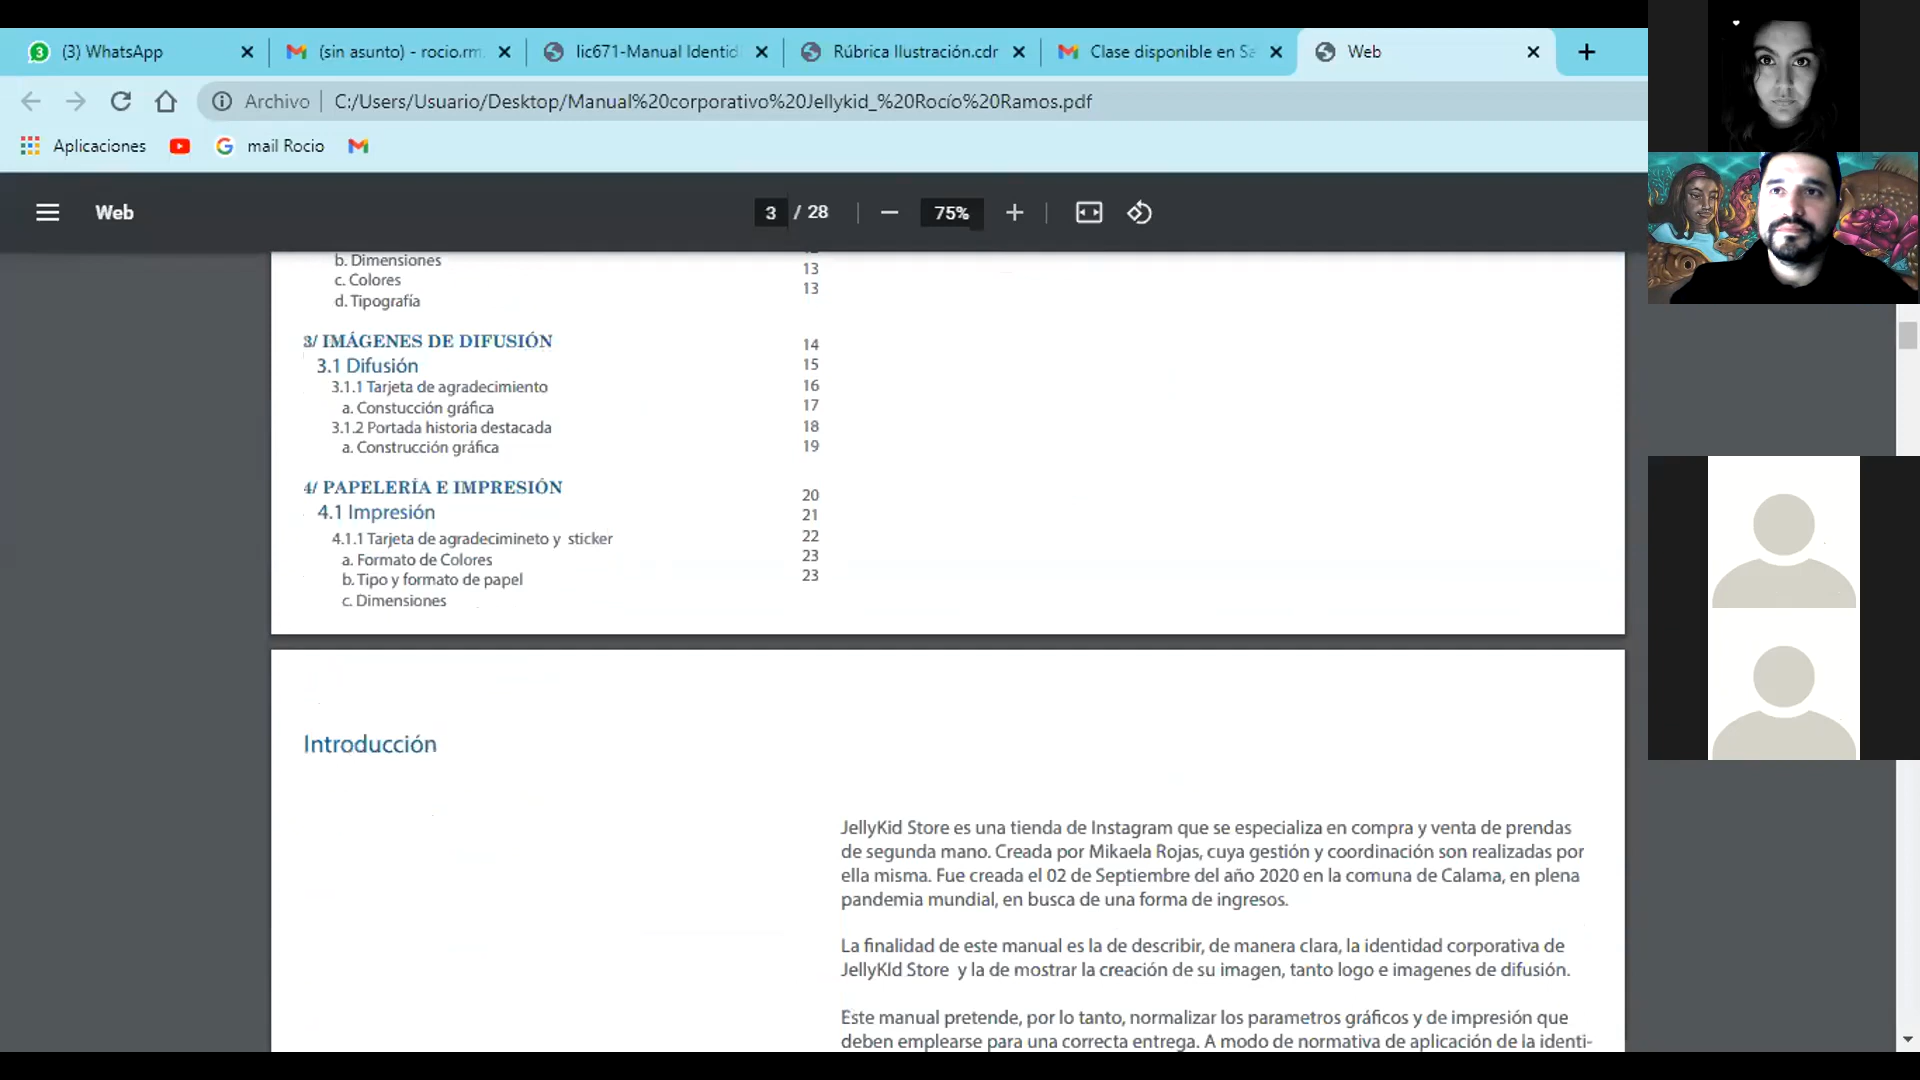 3 (3) WhatsApp
(sin asunto) - rocio.rm
lic671-Manual Identid
Rúbrica Ilustración.cdr
Clase disponible en Sa
Web
Archivo
C:/Users/Usuario/Desktop/Manual%20corporativo%20Jellykid_%20Rocío%20Ramos.pdf
Aplicaciones
mail Rocio
Web
3 / 28
75%
b. Dimensiones
13
c. Colores
13
d. Tipografía
3/ IMÁGENES DE DIFUSIÓN 14
3.1 Difusión 15
3.1.1 Tarjeta de agradecimiento 16
a. Constucción gráfica 17
3.1.2 Portada historia destacada 18
a. Construcción gráfica 19
4/ PAPELERÍA E IMPRESIÓN 20
4.1 Impresión 21
4.1.1 Tarjeta de agradecimineto y sticker 22
a. Formato de Colores 23
b. Tipo y formato de papel 23
c. Dimensiones
Introducción
JellyKid Store es una tienda de Instagram que se especializa en compra y venta de prendas
de segunda mano. Creada por Mikaela Rojas, cuya gestión y coordinación son realizadas por
ella misma. Fue creada el 02 de Septiembre del año 2020 en la comuna de Calama, en plena
pandemia mundial, en busca de una forma de ingresos.
La finalidad de este manual es la de describir, de manera clara, la identidad corporativa de
JellyKId Store y la de mostrar la creación de su imagen, tanto logo e imagenes de difusión.
Este manual pretende, por lo tanto, normalizar los parametros gráficos y de impresión que
deben emplearse para una correcta entrega. A modo de normativa de aplicación de la identi-